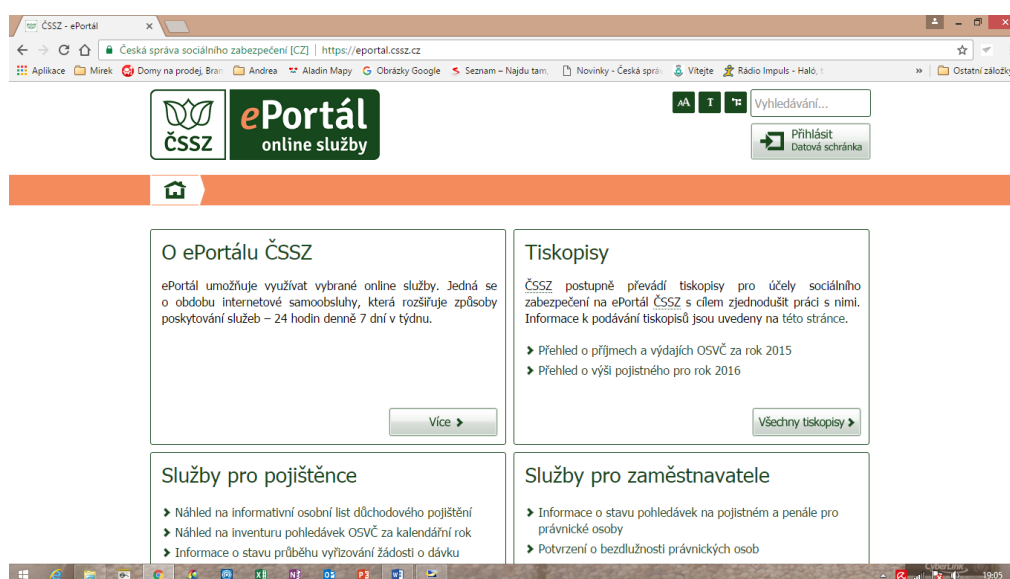 ČSSZ - ePortál
Česká správa sociálního zabezpečení [CZ] | https://eportal.cssz.cz
Aplikace Mirek Domy na prodej, Bran Andrea Aladin Mapy Obrázky Google Seznam – Najdu tam, Novinky - Česká sprá Vítejte Rádio Impuls - Haló, t » Ostatní záložky
ČSSZ
ePortál
online služby
AA T
Vyhledávání...
Přihlásit
Datová schránka
O ePortálu ČSSZ
ePortál umožňuje využívat vybrané online služby. Jedná se
o obdobu internetové samoobsluhy, která rozšiřuje způsoby
poskytování služeb – 24 hodin denně 7 dní v týdnu.
Více
Tiskopisy
ČSSZ postupně převádí tiskopisy pro účely sociálního
zabezpečení na ePortál ČSSZ s cílem zjednodušit práci s nimi.
Informace k podávání tiskopisů jsou uvedeny na této stránce.
Přehled o příjmech a výdajích OSVČ za rok 2015
Přehled o výši pojistného pro rok 2016
Všechny tiskopisy
Služby pro pojištěnce
Náhled na informativní osobní list důchodového pojištění
Náhled na inventuru pohledávek OSVČ za kalendářní rok
Informace o stavu průběhu vyřizování žádosti o dávku
Služby pro zaměstnavatele
Informace o stavu pohledávek na pojistném a penále pro
právnické osoby
Potvrzení o bezdlužnosti právnických osob
CyberLink
19:05